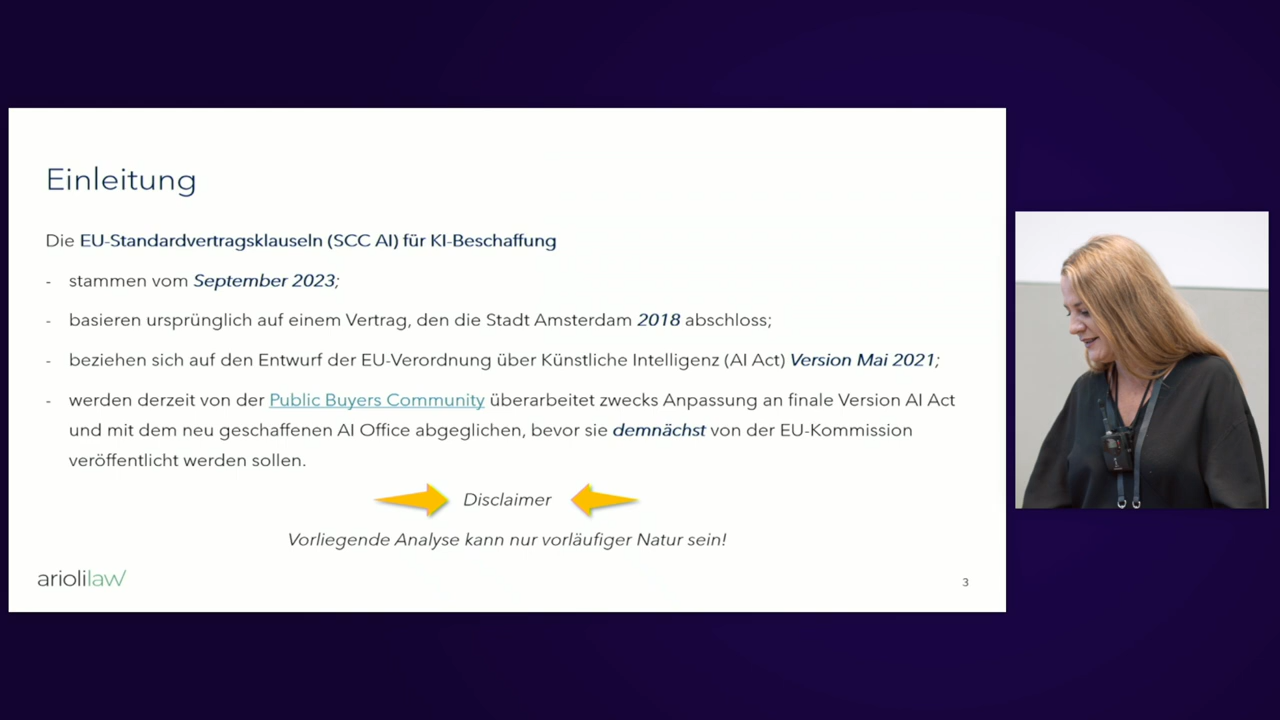 Einleitung
Die EU-Standardvertragsklauseln (SCC AI) für KI-Beschaffung
- stammen vom September 2023;
- basieren ursprünglich auf einem Vertrag, den die Stadt Amsterdam 2018 abschloss;
- beziehen sich auf den Entwurf der EU-Verordnung über Künstliche Intelligenz (AI Act) Version Mai 2021;
- werden derzeit von der Public Buyers Community überarbeitet zwecks Anpassung an finale Version AI Act
und mit dem neu geschaffenen AI Office abgeglichen, bevor sie demnächst von der EU-Kommission
veröffentlicht werden sollen.
Disclaimer
Vorliegende Analyse kann nur vorläufiger Natur sein!
ariolilaw
3